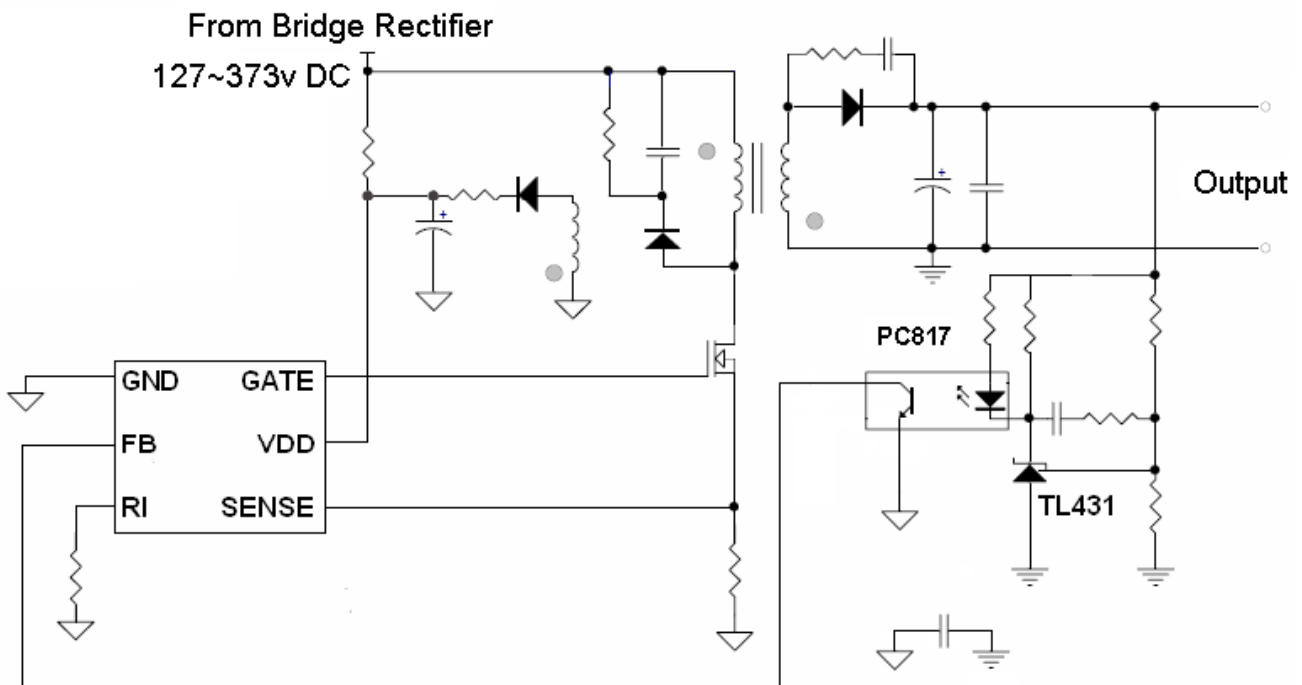 From Bridge Rectifier
127~373v DC
Output
PC817
GND GATE
FB VDD
RI SENSE
TL431
+
+